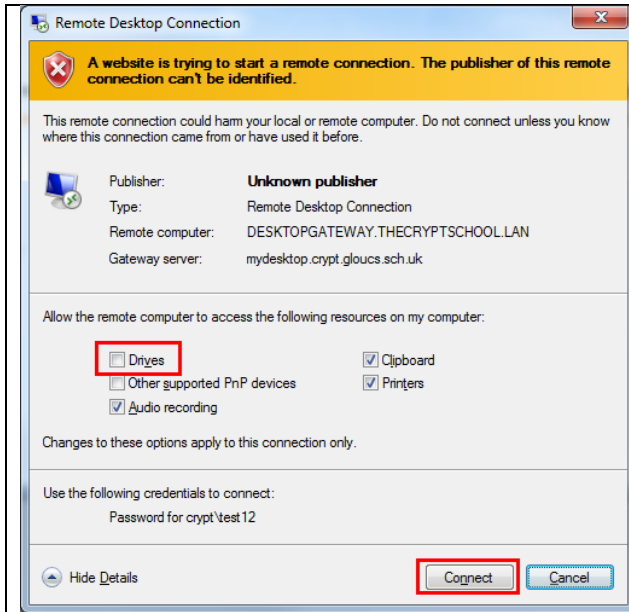 Remote Desktop Connection
A website is trying to start a remote connection. The publisher of this remote
connection can't be identified.
This remote connection could harm your local or remote computer. Do not connect unless you know
where this connection came from or have used it before.
Publisher: Unknown publisher
Type: Remote Desktop Connection
Remote computer: DESKTOPGATEWAY.THECRYPTSCHOOL.LAN
Gateway server: mydesktop.crypt.gloucs.sch.uk
Allow the remote computer to access the following resources on my computer:
Drives Clipboard
Other supported PnP devices Printers
Audio recording
Changes to these options apply to this connection only.
Use the following credentials to connect:
Password for crypt\test12
Hide Details Connect Cancel